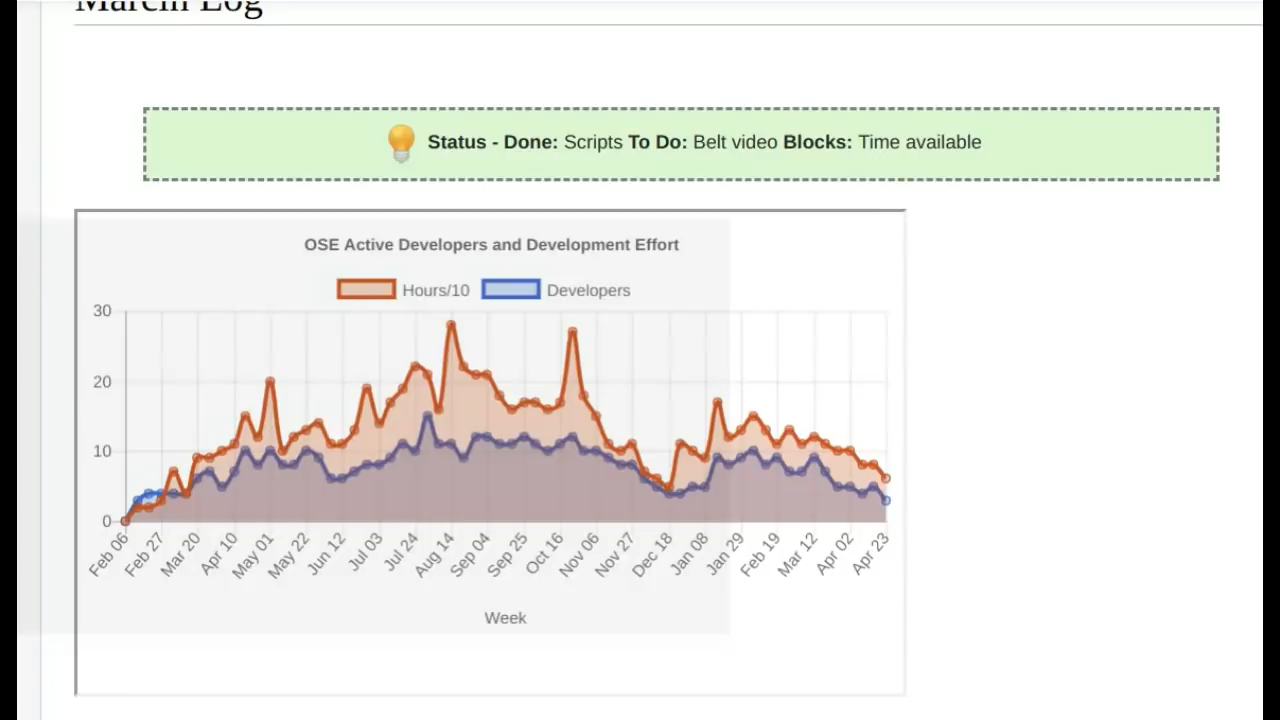 Marcin Log
Status - Done: Scripts To Do: Belt video Blocks: Time available
OSE Active Developers and Development Effort
Hours/10 Developers
30
20
10
0
Feb 06 Feb 27 Mar 20 Apr 10 May 01 May 22 Jun 12 Jul 03 Jul 24 Aug 14 Sep 04 Sep 25 Oct 16 Nov 06 Nov 27 Dec 18 Jan 08 Jan 29 Feb 19 Mar 12 Apr 02 Apr 23
Week